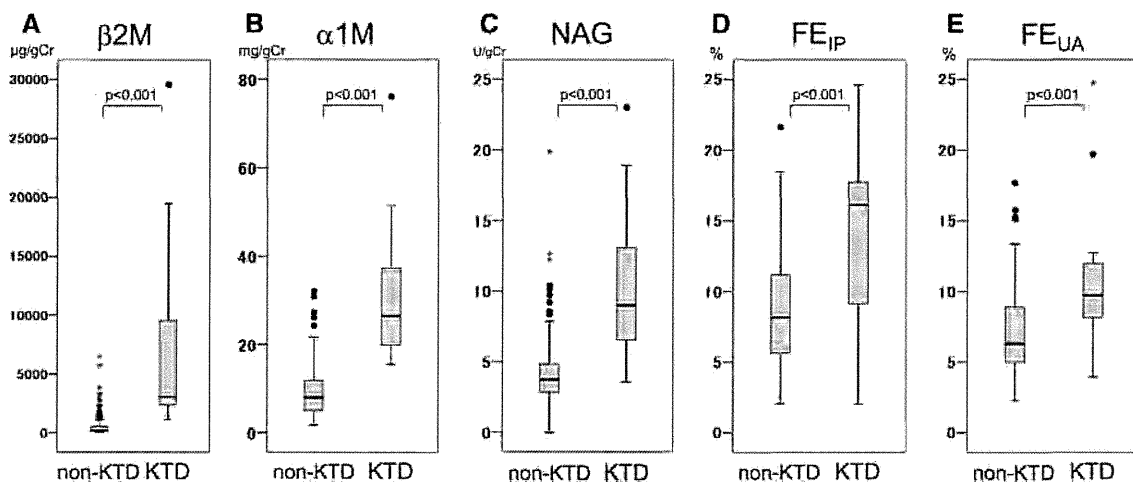 A β2M
µg/gCr
30000
25000
20000
15000
10000
5000
0
p<0.001
non-KTD KTD
B α1M
mg/gCr
80
60
40
20
0
p<0.001
non-KTD KTD
C NAG
U/gCr
25
20
15
10
5
0
p<0.001
non-KTD KTD
D FE_IP
%
25
20
15
10
5
0
p<0.001
non-KTD KTD
E FE_UA
%
25
20
15
10
5
0
p<0.001
non-KTD KTD